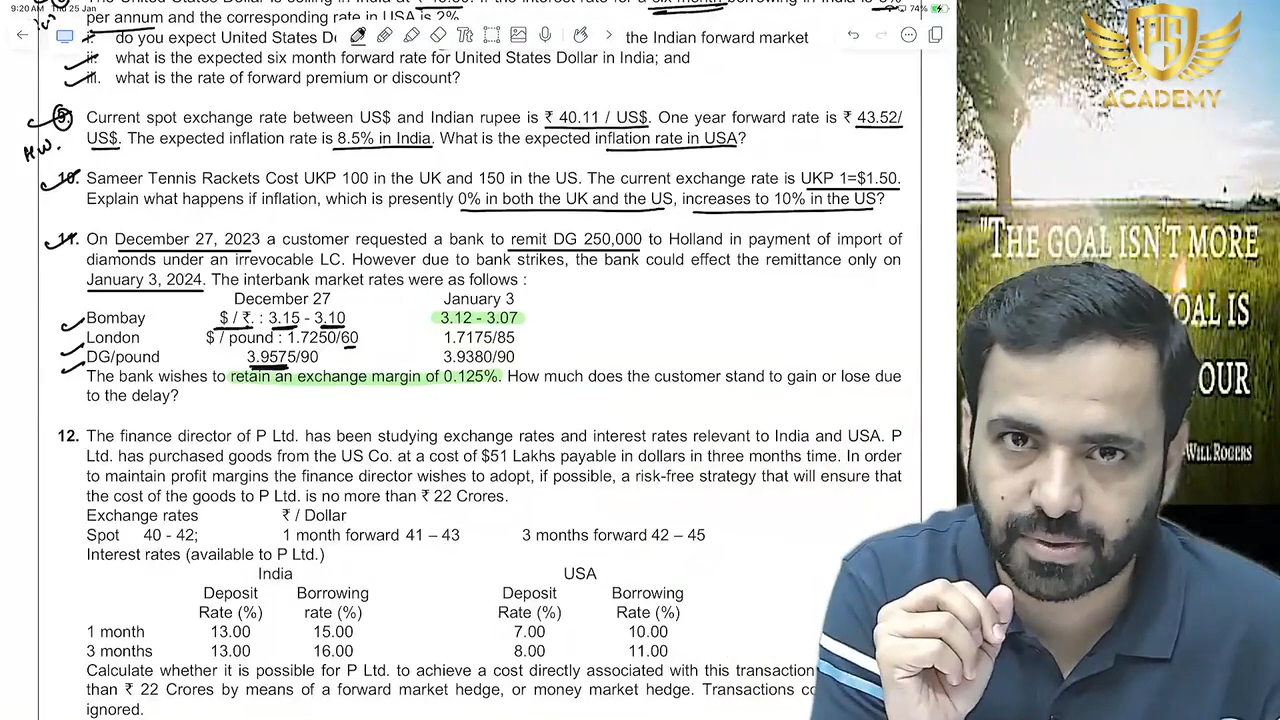 9:20 AM Thu 25 Jan
74%
PS
ACADEMY
per annum and the corresponding rate in USA is 2%
i. do you expect United States the Indian forward market
ii. what is the expected six month forward rate for United States Dollar in India; and
iii. what is the rate of forward premium or discount?
H.W.
9. Current spot exchange rate between US$ and Indian rupee is ₹ 40.11 / US$. One year forward rate is ₹ 43.52/
US$. The expected inflation rate is 8.5% in India. What is the expected inflation rate in USA?
10. Sameer Tennis Rackets Cost UKP 100 in the UK and 150 in the US. The current exchange rate is UKP 1=$1.50.
Explain what happens if inflation, which is presently 0% in both the UK and the US, increases to 10% in the US?
11. On December 27, 2023 a customer requested a bank to remit DG 250,000 to Holland in payment of import of
diamonds under an irrevocable LC. However due to bank strikes, the bank could effect the remittance only on
January 3, 2024. The interbank market rates were as follows :
December 27 January 3
Bombay $ / ₹. : 3.15 - 3.10 3.12 - 3.07
London $ / pound : 1.7250/60 1.7175/85
DG/pound 3.9575/90 3.9380/90
The bank wishes to retain an exchange margin of 0.125%. How much does the customer stand to gain or lose due
to the delay?
12. The finance director of P Ltd. has been studying exchange rates and interest rates relevant to India and USA. P
Ltd. has purchased goods from the US Co. at a cost of $51 Lakhs payable in dollars in three months time. In order
to maintain profit margins the finance director wishes to adopt, if possible, a risk-free strategy that will ensure that
the cost of the goods to P Ltd. is no more than ₹ 22 Crores.
Exchange rates ₹ / Dollar
Spot 40 - 42; 1 month forward 41 – 43 3 months forward 42 – 45
Interest rates (available to P Ltd.)
India USA
Deposit Borrowing Deposit Borrowing
Rate (%) rate (%) Rate (%) Rate (%)
1 month 13.00 15.00 7.00 10.00
3 months 13.00 16.00 8.00 11.00
Calculate whether it is possible for P Ltd. to achieve a cost directly associated with this transaction
than ₹ 22 Crores by means of a forward market hedge, or money market hedge. Transactions
ignored.
"THE GOAL ISN'T MORE
GOAL IS
OUR
-WILL ROGERS